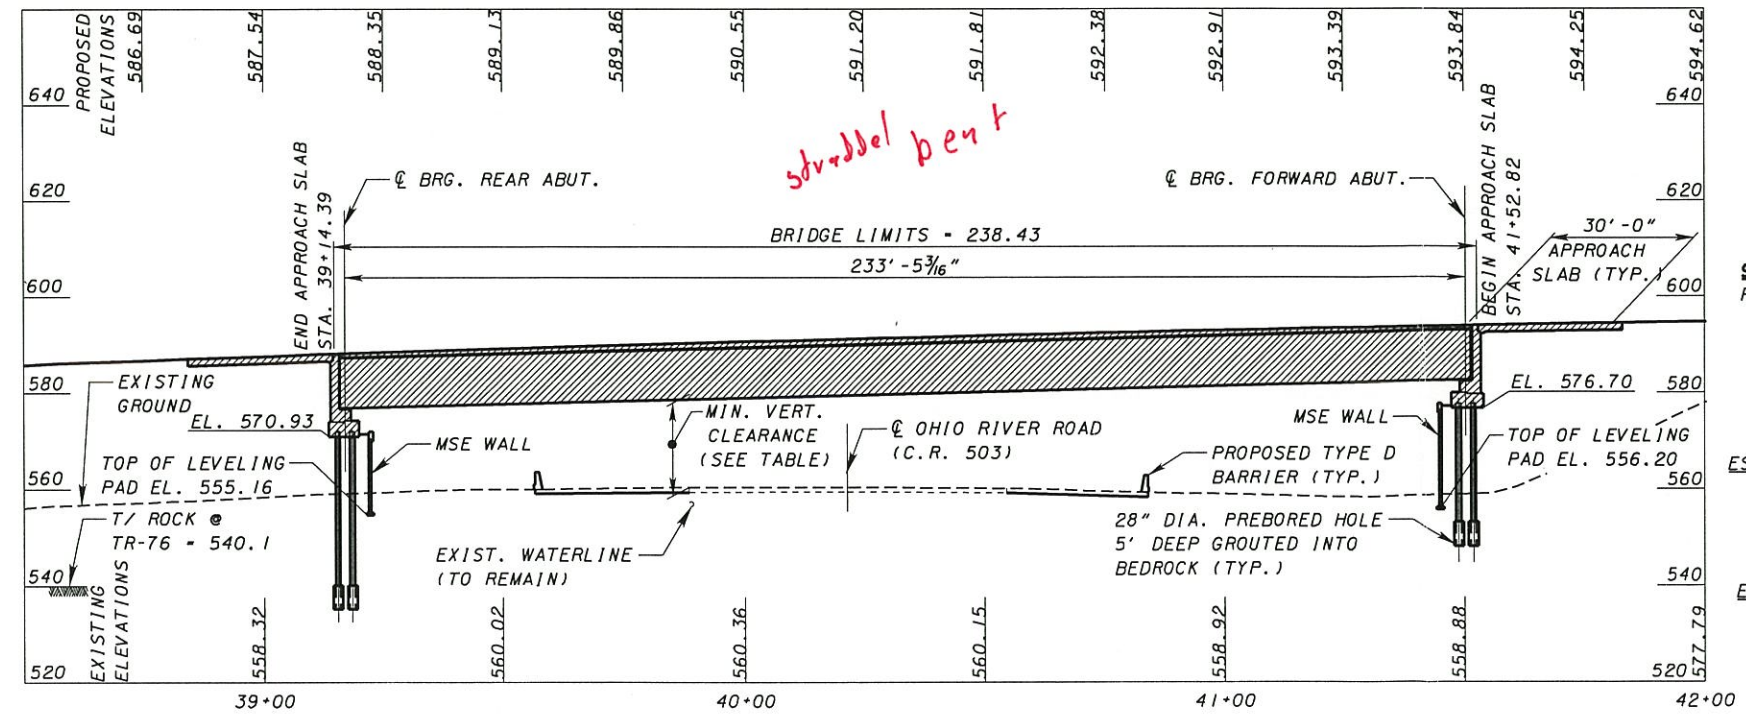 PROPOSED
ELEVATIONS
586.69
587.54
588.35
589.13
589.86
590.55
591.20
591.81
592.38
592.91
593.39
593.84
594.25
594.62
640
640
straddel bent
END APPROACH SLAB
STA. 39+14.39
℄ BRG. REAR ABUT.
℄ BRG. FORWARD ABUT.
BEGIN APPROACH SLAB
STA. 41+52.82
620
620
BRIDGE LIMITS = 238.43
30'-0"
233'-5 3/16"
APPROACH
SLAB (TYP.)
600
600
580
580
EXISTING
GROUND
EL. 570.93
EL. 576.70
MIN. VERT.
CLEARANCE
(SEE TABLE)
℄ OHIO RIVER ROAD
(C.R. 503)
MSE WALL
MSE WALL
TOP OF LEVELING
PAD EL. 555.16
PROPOSED TYPE D
BARRIER (TYP.)
TOP OF LEVELING
PAD EL. 556.20
560
560
T/ ROCK @
TR-76 = 540.1
EXIST. WATERLINE
(TO REMAIN)
28" DIA. PREBORED HOLE
5' DEEP GROUTED INTO
BEDROCK (TYP.)
540
540
EXISTING
ELEVATIONS
558.32
560.02
560.36
560.15
558.92
558.88
577.79
520
520
39+00
40+00
41+00
42+00